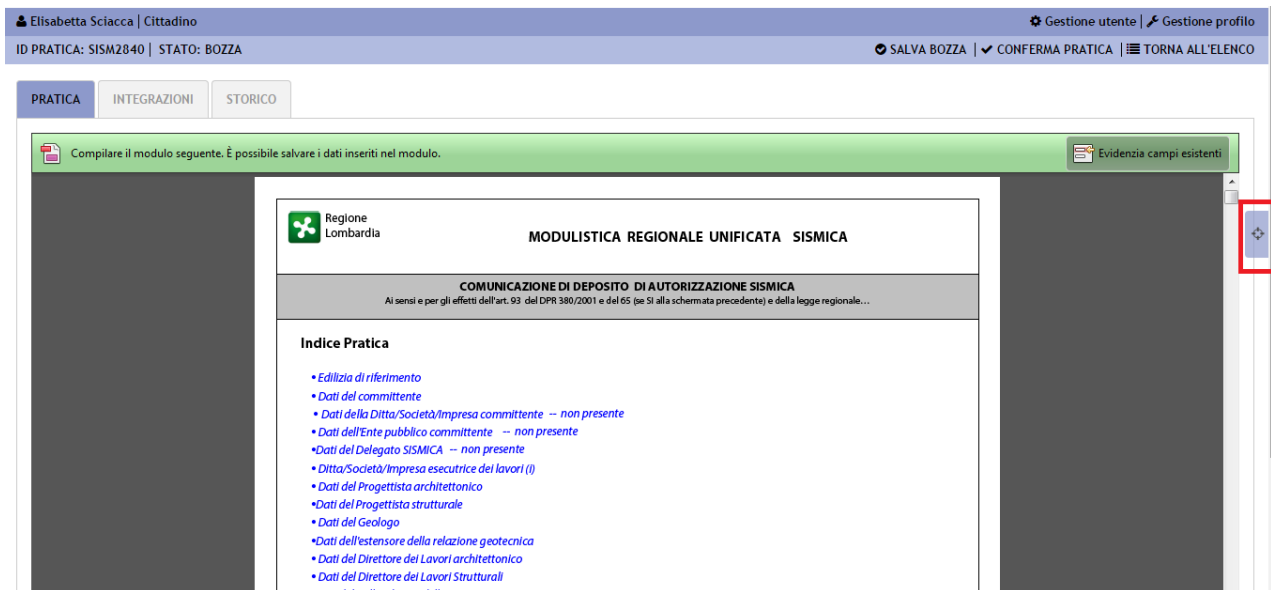 Elisabetta Sciacca | Cittadino
Gestione utente | Gestione profilo
ID PRATICA: SISM2840 | STATO: BOZZA
SALVA BOZZA | CONFERMA PRATICA | TORNA ALL'ELENCO
PRATICA INTEGRAZIONI STORICO
Compilare il modulo seguente. È possibile salvare i dati inseriti nel modulo.
Evidenzia campi esistenti
Regione
Lombardia
MODULISTICA REGIONALE UNIFICATA SISMICA
COMUNICAZIONE DI DEPOSITO DI AUTORIZZAZIONE SISMICA
Ai sensi e per gli effetti dell'art. 93 del DPR 380/2001 e del 65 (se SI alla schermata precedente) e della legge regionale...
Indice Pratica
• Edilizia di riferimento
• Dati del committente
• Dati della Ditta/Società/Impresa committente -- non presente
• Dati dell'Ente pubblico committente -- non presente
•Dati del Delegato SISMICA -- non presente
• Ditta/Società/Impresa esecutrice dei lavori (i)
• Dati del Progettista architettonico
•Dati del Progettista strutturale
• Dati del Geologo
•Dati dell'estensore della relazione geotecnica
• Dati del Direttore dei Lavori architettonico
• Dati del Direttore dei Lavori Strutturali